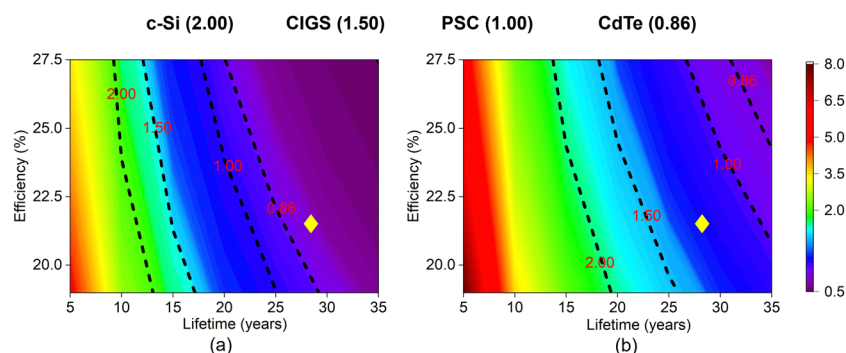 c-Si (2.00) CIGS (1.50) PSC (1.00) CdTe (0.86)
27.5
25.0
22.5
20.0
Efficiency (%)
2.00
1.50
1.00
0.86
5 10 15 20 25 30 35
Lifetime (years)
(a)
27.5
25.0
22.5
20.0
Efficiency (%)
0.86
1.00
1.50
2.00
5 10 15 20 25 30 35
Lifetime (years)
(b)
8.0
6.5
5.0
3.5
2.0
0.5